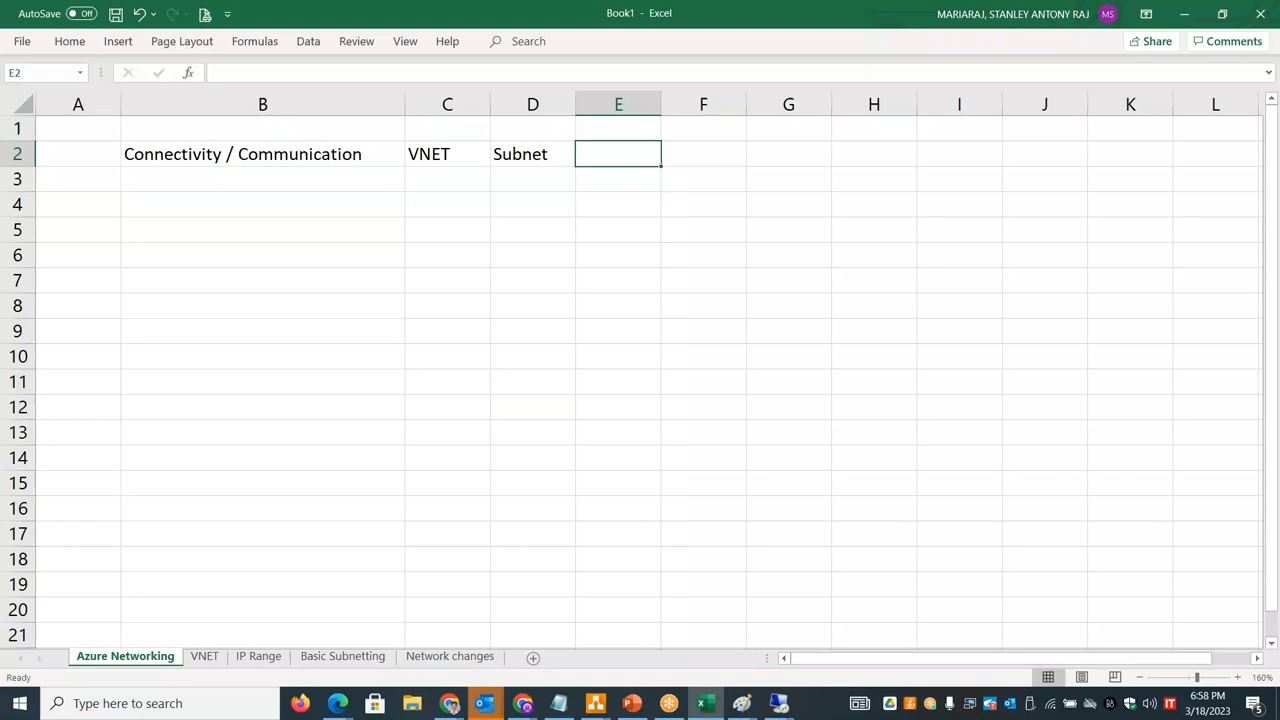 AutoSave Off
Book1 - Excel
MARIARAJ, STANLEY ANTONY RAJ MS
File Home Insert Page Layout Formulas Data Review View Help Search
Share Comments
E2 fx
A B C D E F G H I J K L
1
2 Connectivity / Communication VNET Subnet
3
4
5
6
7
8
9
10
11
12
13
14
15
16
17
18
19
20
21
Azure Networking VNET IP Range Basic Subnetting Network changes
Ready 160%
Type here to search
IT
6:58 PM
3/18/2023
5